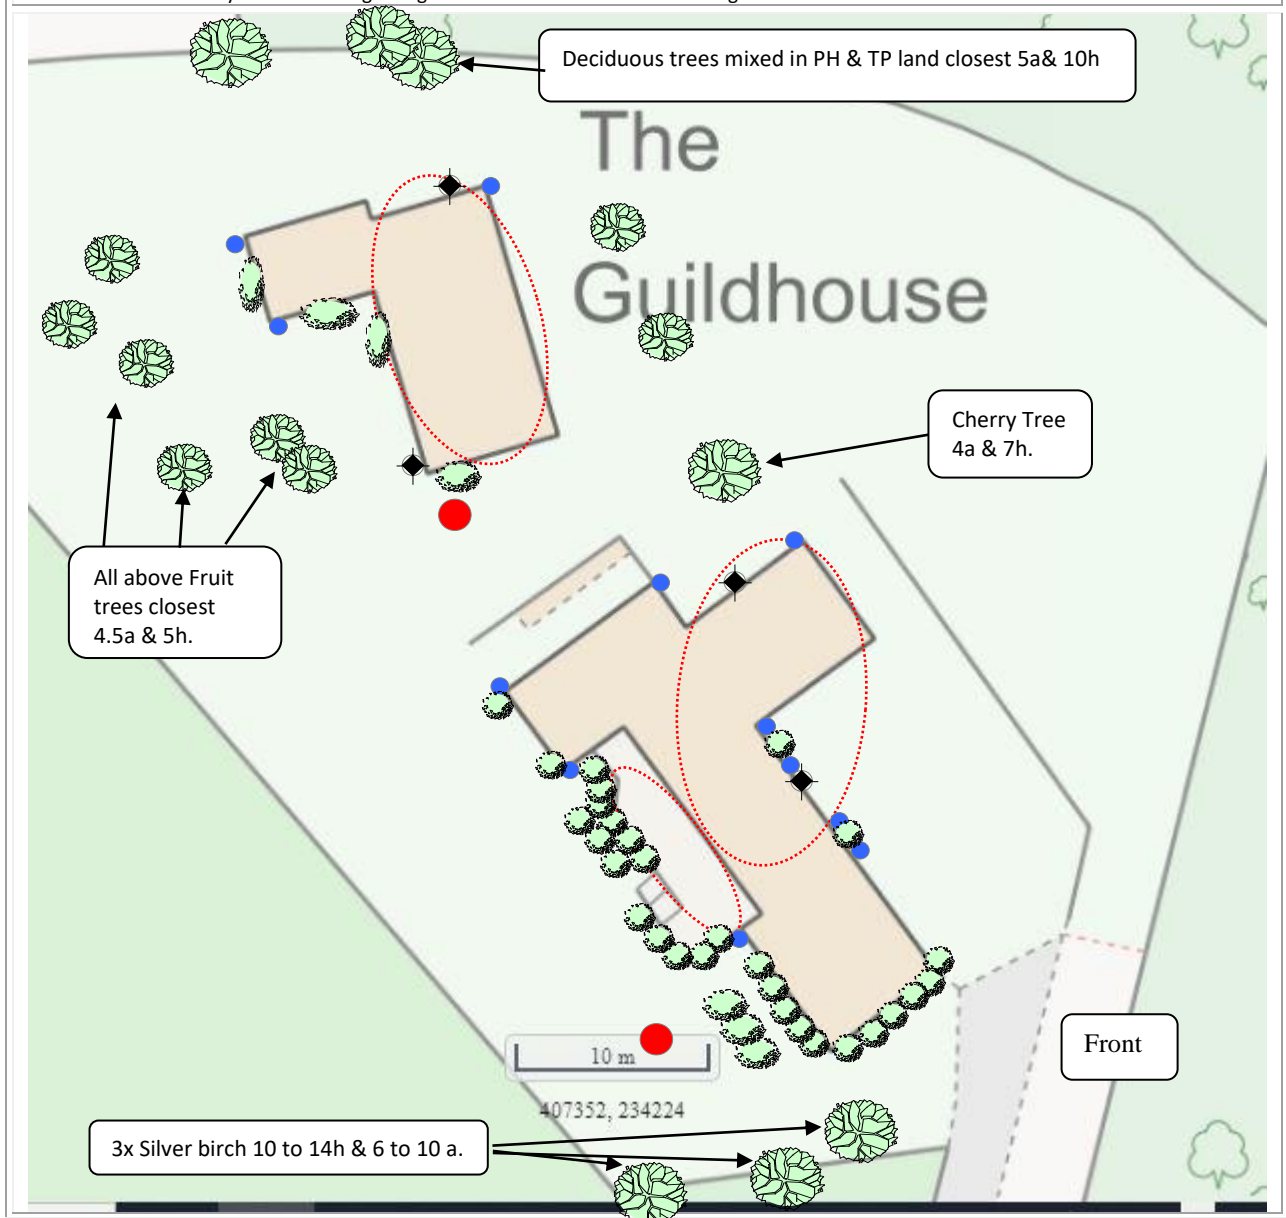 Deciduous trees mixed in PH & TP land closest 5a& 10h
The
Guildhouse
Cherry Tree
4a & 7h.
All above Fruit
trees closest
4.5a & 5h.
Front
10 m
407352, 234224
3x Silver birch 10 to 14h & 6 to 10 a.